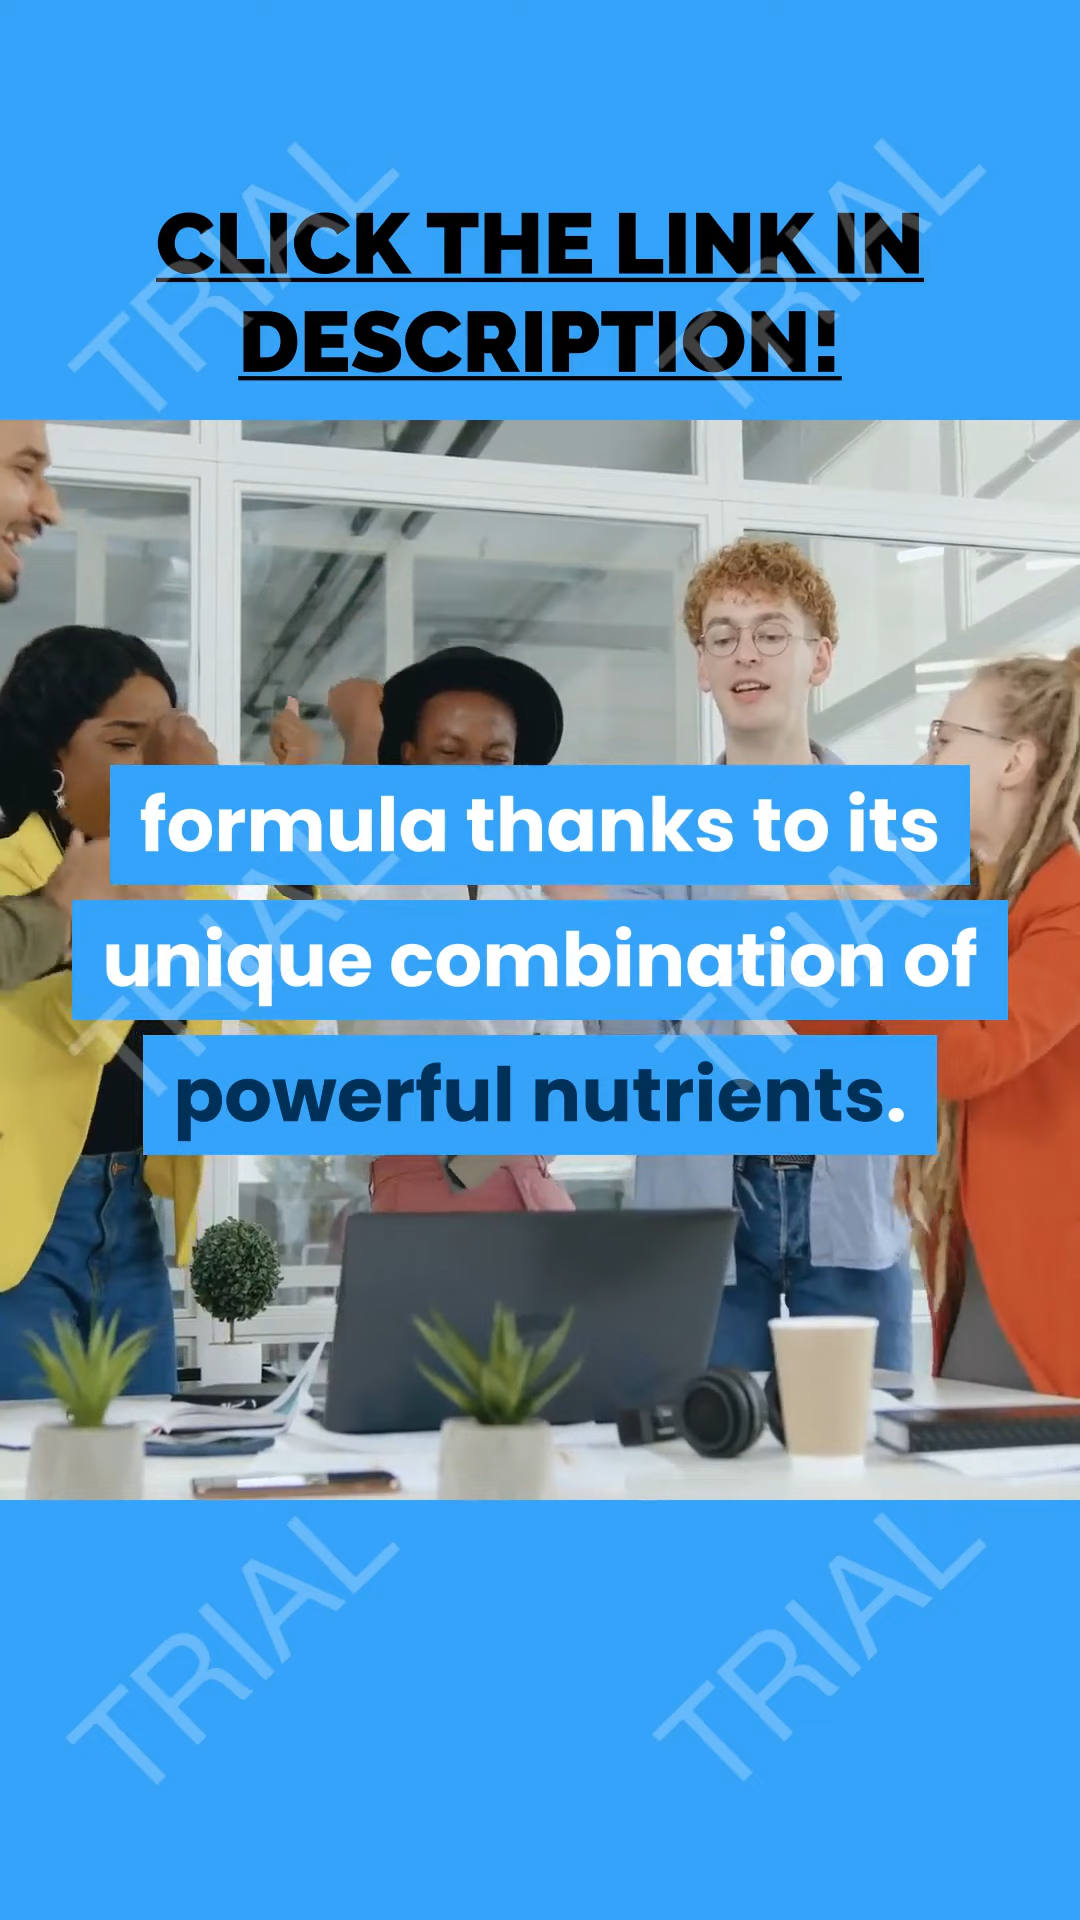 CLICK THE LINK IN
DESCRIPTION!
formula thanks to its
unique combination of
powerful nutrients.
TRIAL
TRIAL
TRIAL
TRIAL
TRIAL
TRIAL